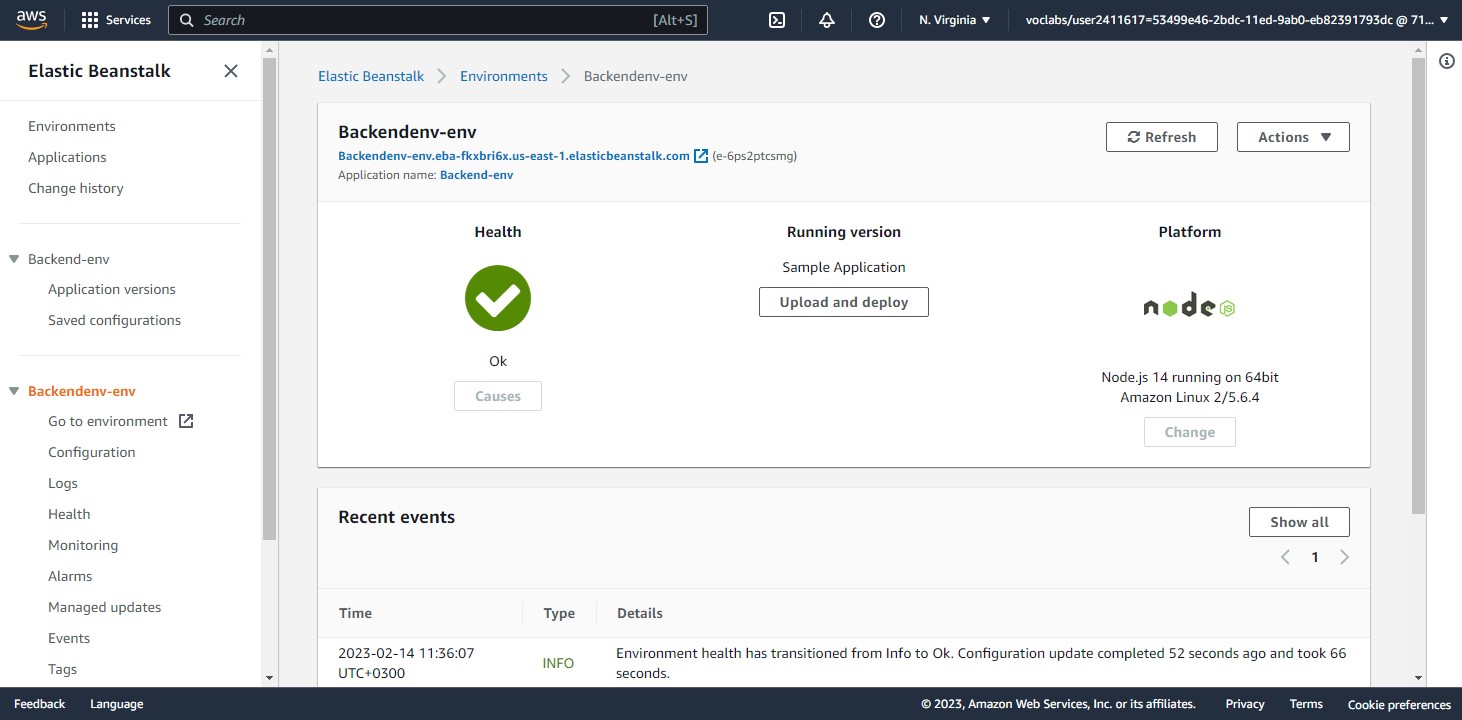 aws
Services
Search
[Alt+S]
N. Virginia
voclabs/user2411617=53499e46-2bdc-11ed-9ab0-eb82391793dc @ 71...
Elastic Beanstalk
Environments
Applications
Change history
Backend-env
Application versions
Saved configurations
Backendenv-env
Go to environment
Configuration
Logs
Health
Monitoring
Alarms
Managed updates
Events
Tags
Elastic Beanstalk
Environments
Backendenv-env
Backendenv-env
Backendenv-env.eba-fkxbri6x.us-east-1.elasticbeanstalk.com (e-6ps2ptcsmg)
Application name: Backend-env
Refresh
Actions
Health
Ok
Causes
Running version
Sample Application
Upload and deploy
Platform
node JS
Node.js 14 running on 64bit
Amazon Linux 2/5.6.4
Change
Recent events
Show all
1
Time Type Details
2023-02-14 11:36:07
UTC+0300
INFO
Environment health has transitioned from Info to Ok. Configuration update completed 52 seconds ago and took 66
seconds.
Feedback
Language
© 2023, Amazon Web Services, Inc. or its affiliates.
Privacy
Terms
Cookie preferences